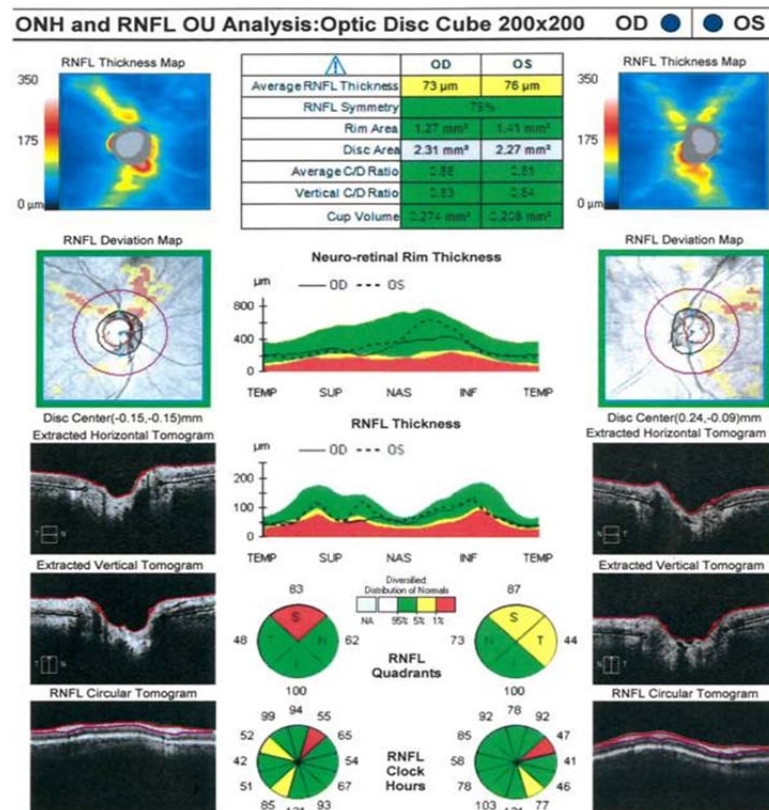 ONH and RNFL OU Analysis:Optic Disc Cube 200x200 OD OS
RNFL Thickness Map
350
175
0 µm
OD OS
Average RNFL Thickness 73 µm 76 µm
RNFL Symmetry
Rim Area 1.27 mm² 1.41 mm²
Disc Area 2.31 mm² 2.27 mm²
Average C/D Ratio
Vertical C/D Ratio
Cup Volume
RNFL Thickness Map
350
175
0 µm
RNFL Deviation Map
Disc Center(-0.15,-0.15)mm
Neuro-retinal Rim Thickness
µm
OD OS
800
400
0
TEMP SUP NAS INF TEMP
RNFL Deviation Map
Disc Center(0.24,-0.09)mm
Extracted Horizontal Tomogram
RNFL Thickness
µm
OD OS
200
100
0
TEMP SUP NAS INF TEMP
Extracted Horizontal Tomogram
Extracted Vertical Tomogram
Diversified
Distribution of Normals
NA 95% 5% 1%
83
S
48 T N 62
I
100
RNFL
Quadrants
87
S
73 N T 44
I
100
Extracted Vertical Tomogram
RNFL Circular Tomogram
94
99 55
52 65
42 54
51 67
85 93
RNFL
Clock
Hours
78
92 92
85 47
58 41
78 46
103 77
RNFL Circular Tomogram